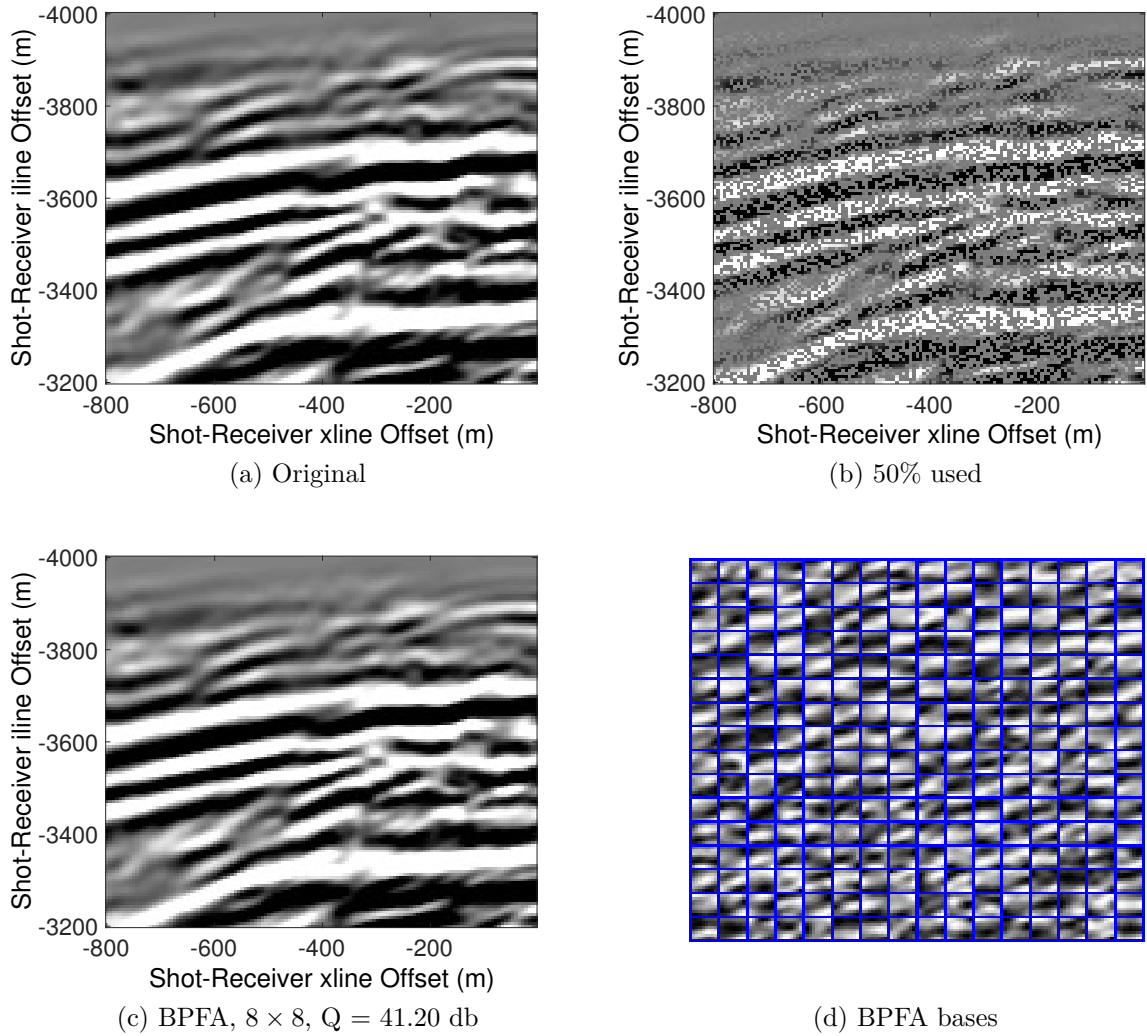 -4000
-3800
-3600
-3400
-3200
Shot-Receiver iline Offset (m)
-800 -600 -400 -200
Shot-Receiver xline Offset (m)
(a) Original
-4000
-3800
-3600
-3400
-3200
Shot-Receiver iline Offset (m)
-800 -600 -400 -200
Shot-Receiver xline Offset (m)
(b) 50% used
-4000
-3800
-3600
-3400
-3200
Shot-Receiver iline Offset (m)
-800 -600 -400 -200
Shot-Receiver xline Offset (m)
(c) BPFA, 8 × 8, Q = 41.20 db
(d) BPFA bases